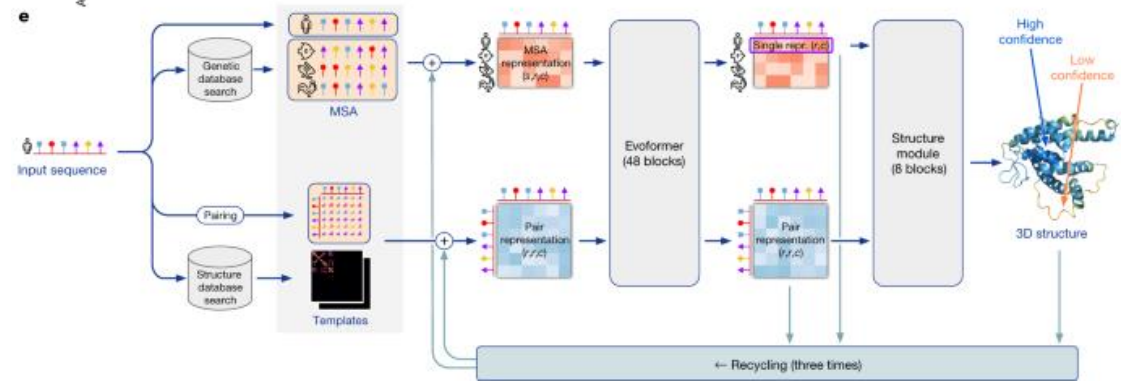 e
A
Genetic
database
search
MSA
Input sequence
Pairing
Structure
database
search
Templates
+
+
MSA
representation
(s,r,c)
Pair
representation
(r,r,c)
Evoformer
(48 blocks)
Single repr. (r,c)
Pair
representation
(r,r,c)
Structure
module
(8 blocks)
High
confidence
Low
confidence
3D structure
← Recycling (three times)